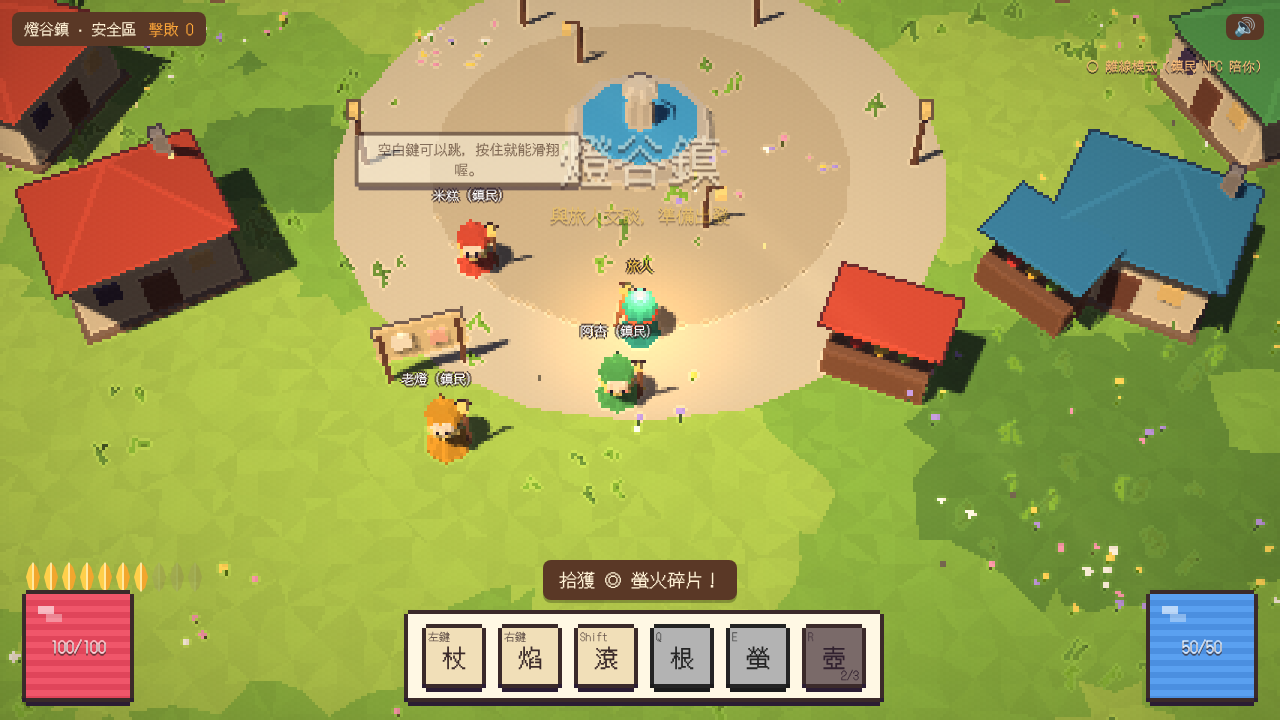 燈谷鎮 · 安全區 擊敗 0
離線模式（鎮民 NPC 陪你）
空白鍵可以跳，按住就能滑翔
喔。
米糕（鎮民）
旅人
阿杏（鎮民）
老燈（鎮民）
拾獲 ◎ 螢火碎片！
100/100
左鍵
杖
右鍵
焰
Shift
滾
Q
根
E
螢
R
壺
2/3
50/50